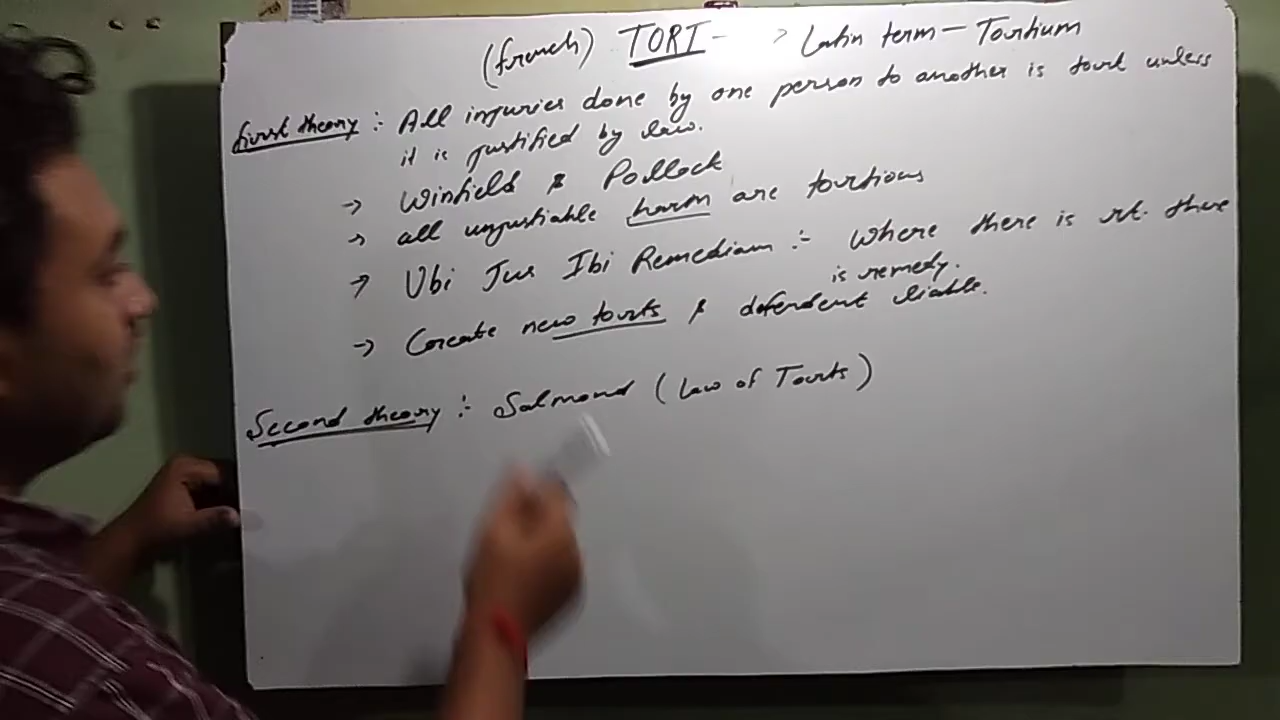 (french) TORT → Latin term - Tortium
first theory :- All injuries done by one person to another is tort unless
it is justified by law.
→ Winfield & Pollock
→ all unjustiable harm are tortious
→ Ubi Jus Ibi Remedium :- Where there is rt. there
is remedy.
→ Create new torts & defendent liable.
Second theory :- Salmond (Law of Torts)